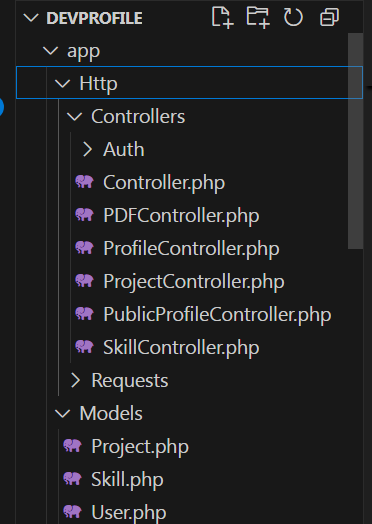 DEVPROFILE
app
Http
Controllers
Auth
Controller.php
PDFController.php
ProfileController.php
ProjectController.php
PublicProfileController.php
SkillController.php
Requests
Models
Project.php
Skill.php
User.php